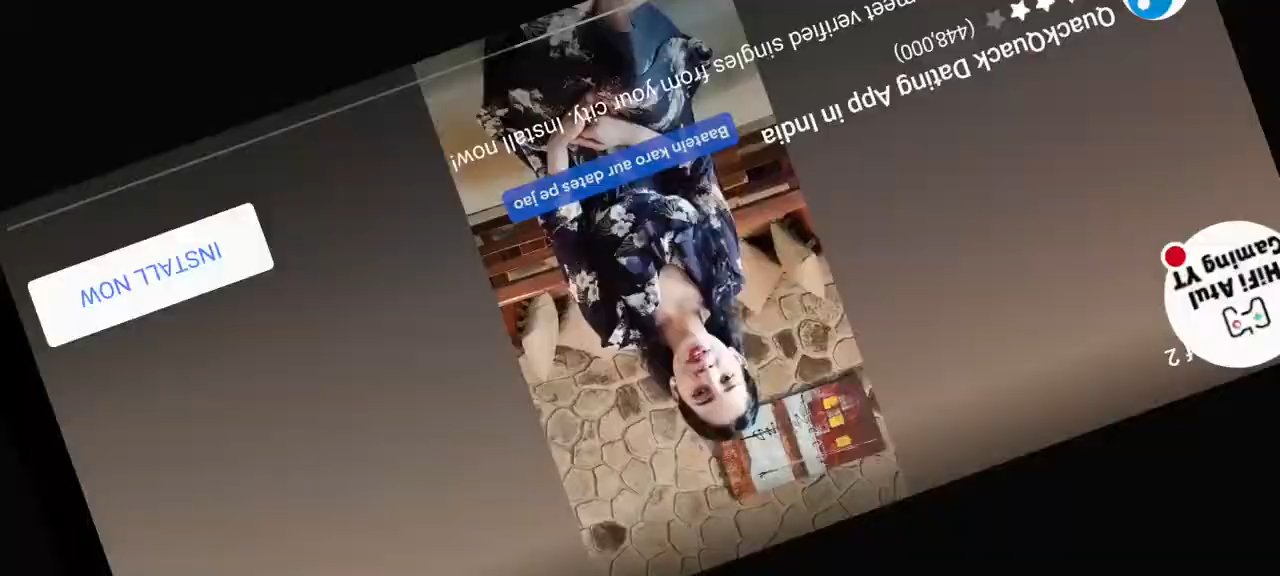 HiFi Atul
Gaming YT
f 2
QuackQuack Dating App in India
(448,000)
meet verified singles from your city. Install now!
Baatein karo aur dates pe jao
INSTALL NOW